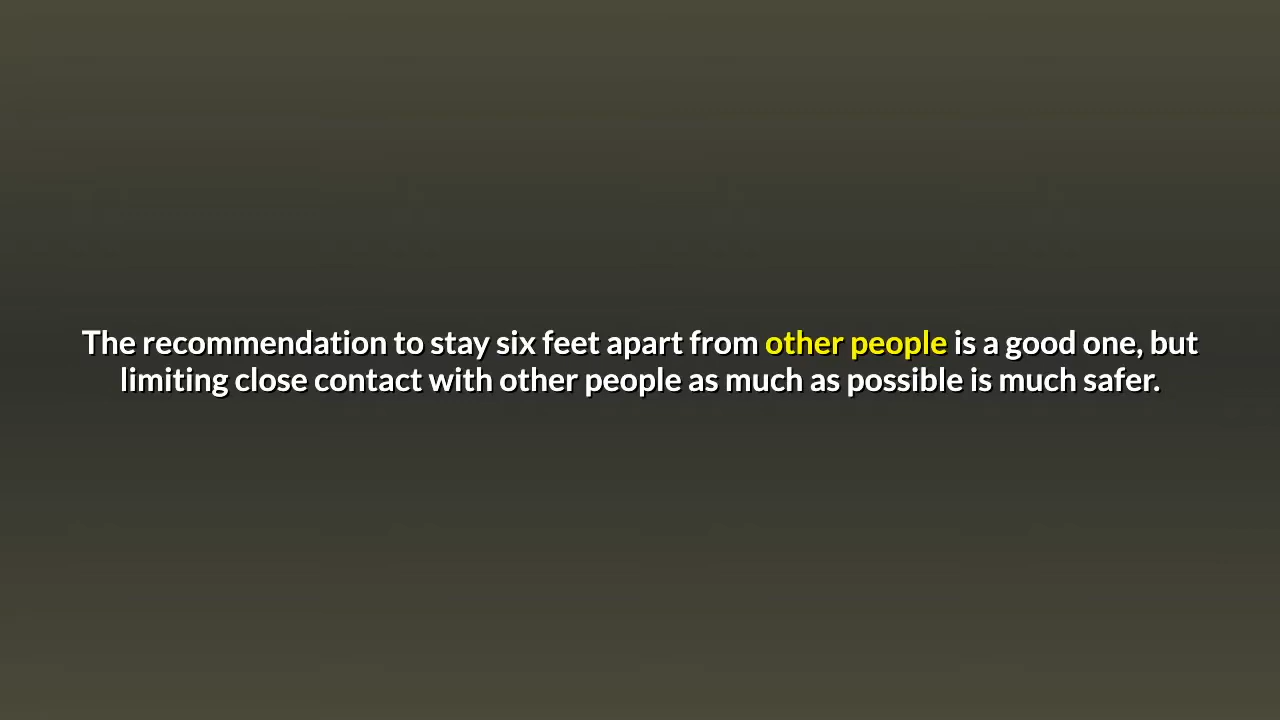 The recommendation to stay six feet apart from other people is a good one, but
limiting close contact with other people as much as possible is much safer.